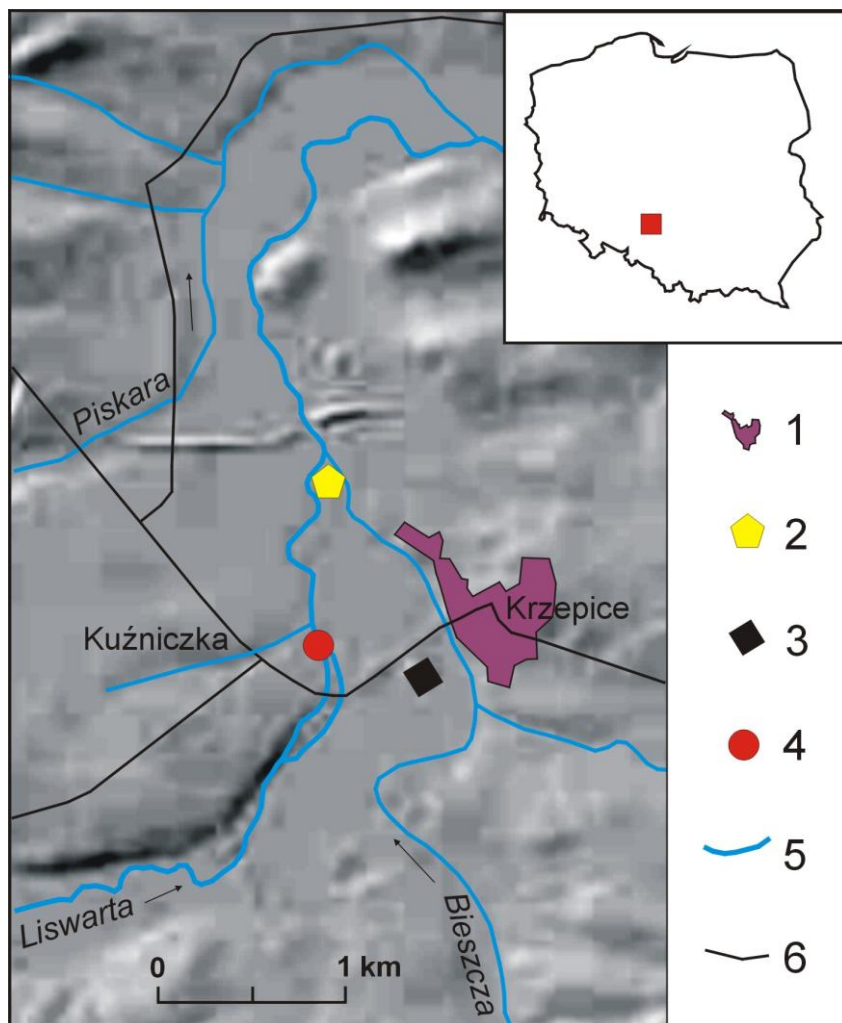 Piskara
Kuźniczka
Krzepice
Liswarta
Bieszcza
0 1 km
1
2
3
4
5
6